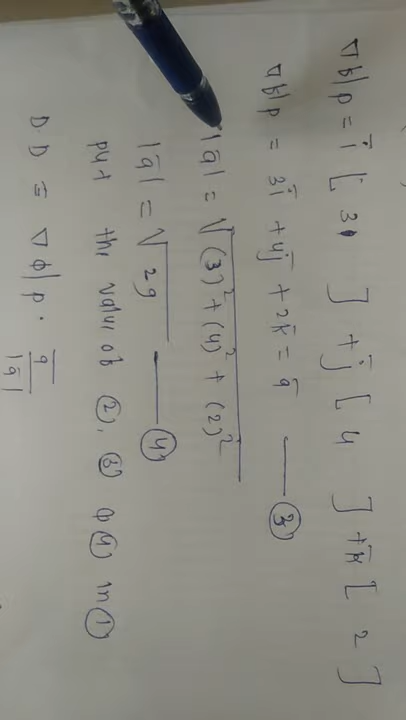 ∇ϕ|p = ī [ 3 ] + j̄ [ 4 ] + k̄ [ 2 ]
∇ϕ|p = 3ī + 4j̄ + 2k̄ = ā —— ③
|ā| = √(3)² + (4)² + (2)²
|ā| = √29 —— ④
put the value of ②, ③ & ④ in ①
D.D = ∇ϕ|p · ā/|ā|